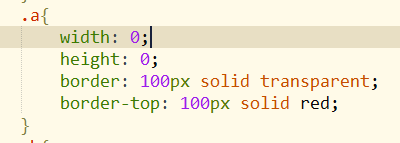 .a{
width: 0;
height: 0;
border: 100px solid transparent;
border-top: 100px solid red;
}